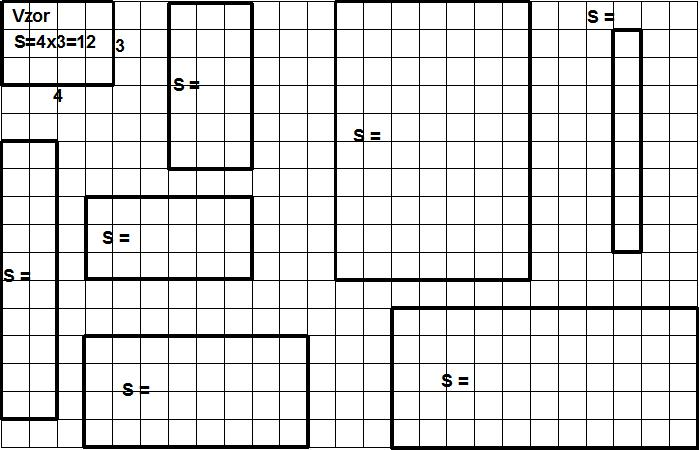 Vzor
S=4x3=12
3
4
S =
S =
S =
S =
S =
S =
S =